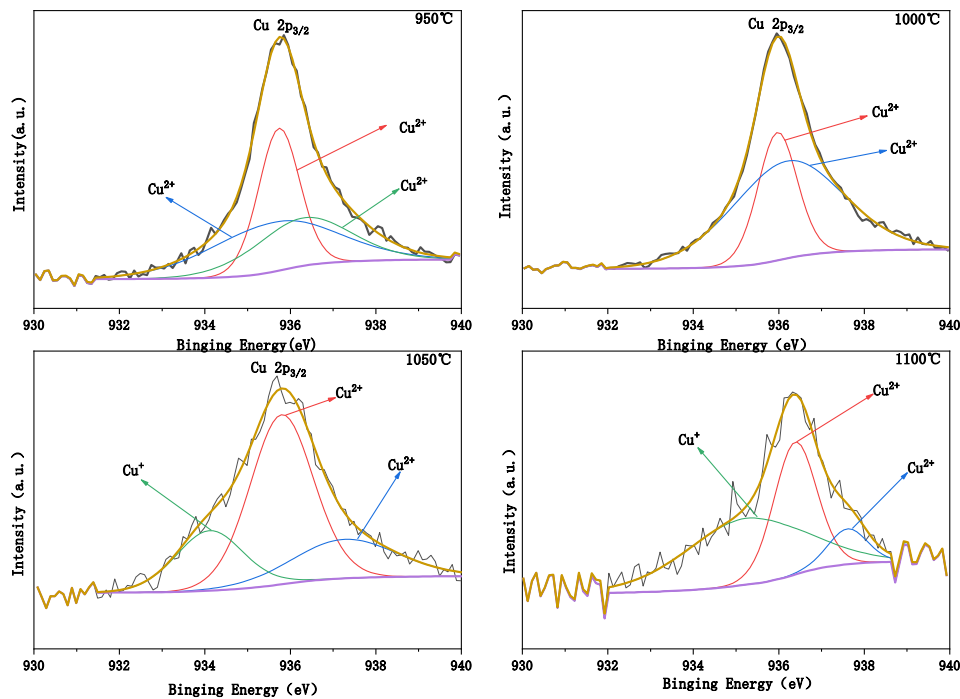 950℃
Cu 2p3/2
Cu2+
Cu2+
Cu2+
Intensity(a.u.)
930 932 934 936 938 940
Binging Energy(eV)
1000℃
Cu 2p3/2
Cu2+
Cu2+
Intensity (a.u.)
930 932 934 936 938 940
Binging Energy (eV)
1050℃
Cu 2p3/2
Cu2+
Cu+
Cu2+
Intensity (a.u.)
930 932 934 936 938 940
Binging Energy (eV)
1100℃
Cu2+
Cu+
Cu2+
Intensity (a.u.)
930 932 934 936 938 940
Binging Energy (eV)